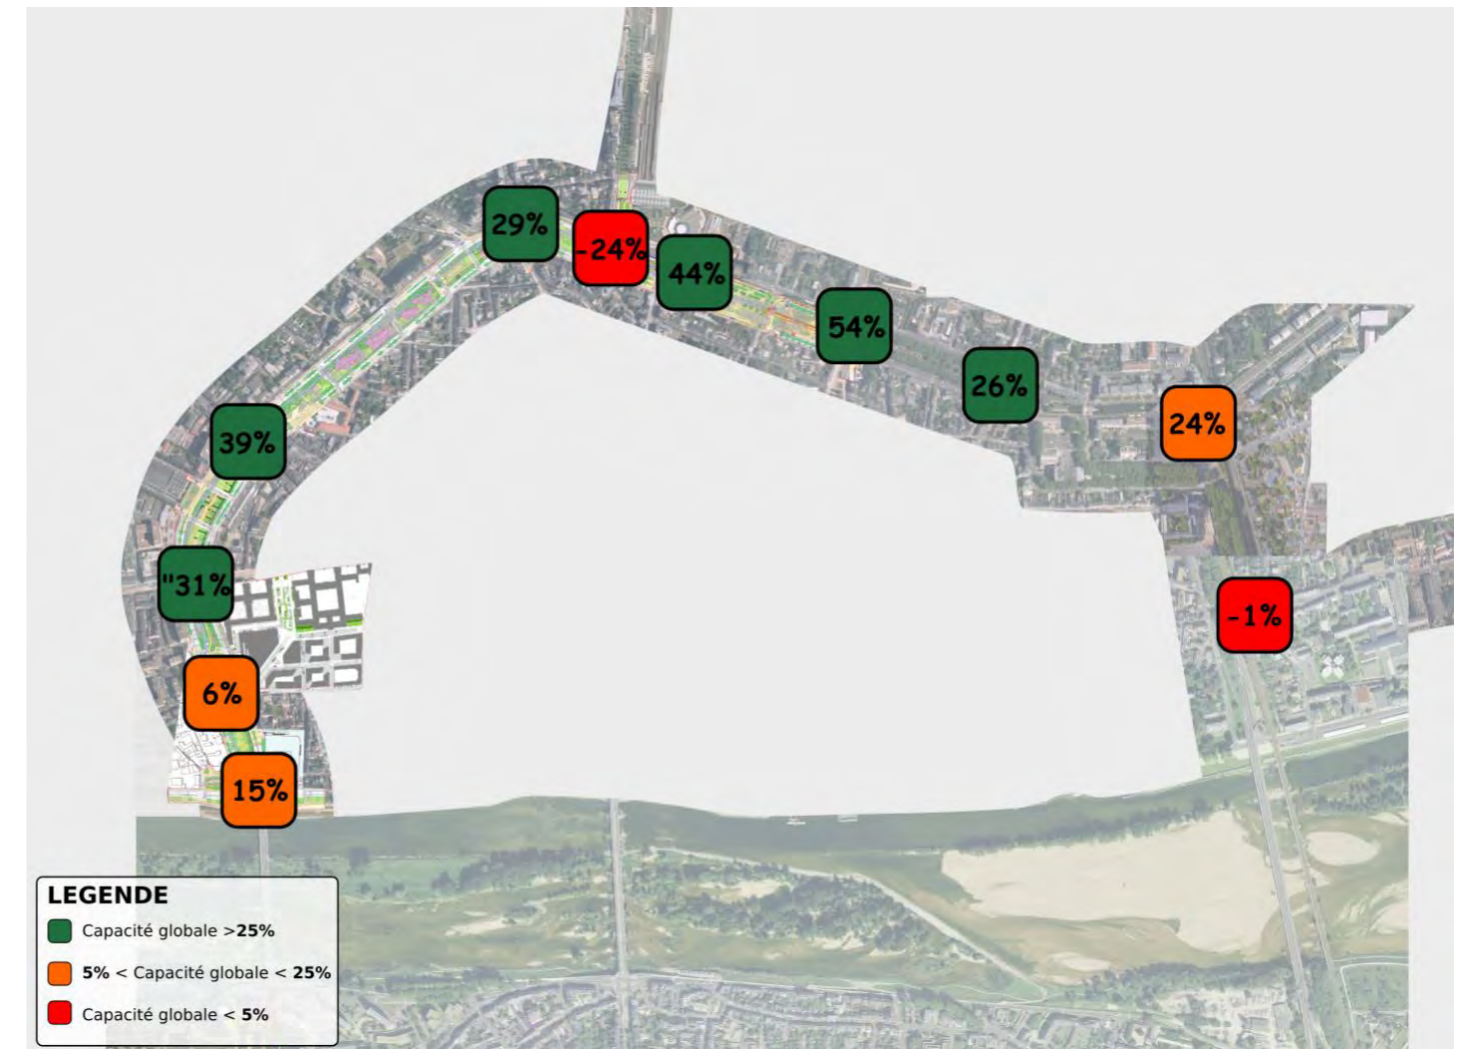 29%
-24%
44%
54%
26%
24%
39%
"31%
-1%
6%
15%
LEGENDE
Capacité globale >25%
5% < Capacité globale < 25%
Capacité globale < 5%